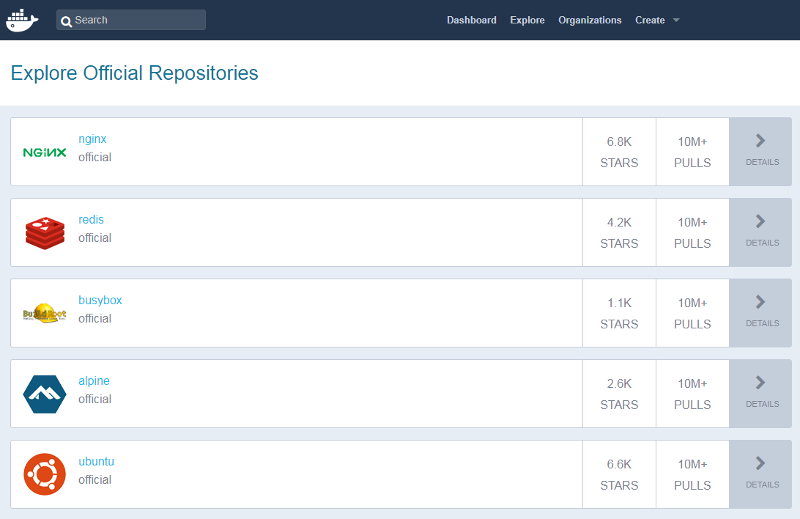 Search
Dashboard Explore Organizations Create
Explore Official Repositories
NGINX
nginx
official
6.8K
STARS
10M+
PULLS
DETAILS
redis
official
4.2K
STARS
10M+
PULLS
DETAILS
busybox
official
1.1K
STARS
10M+
PULLS
DETAILS
alpine
official
2.6K
STARS
10M+
PULLS
DETAILS
ubuntu
official
6.6K
STARS
10M+
PULLS
DETAILS